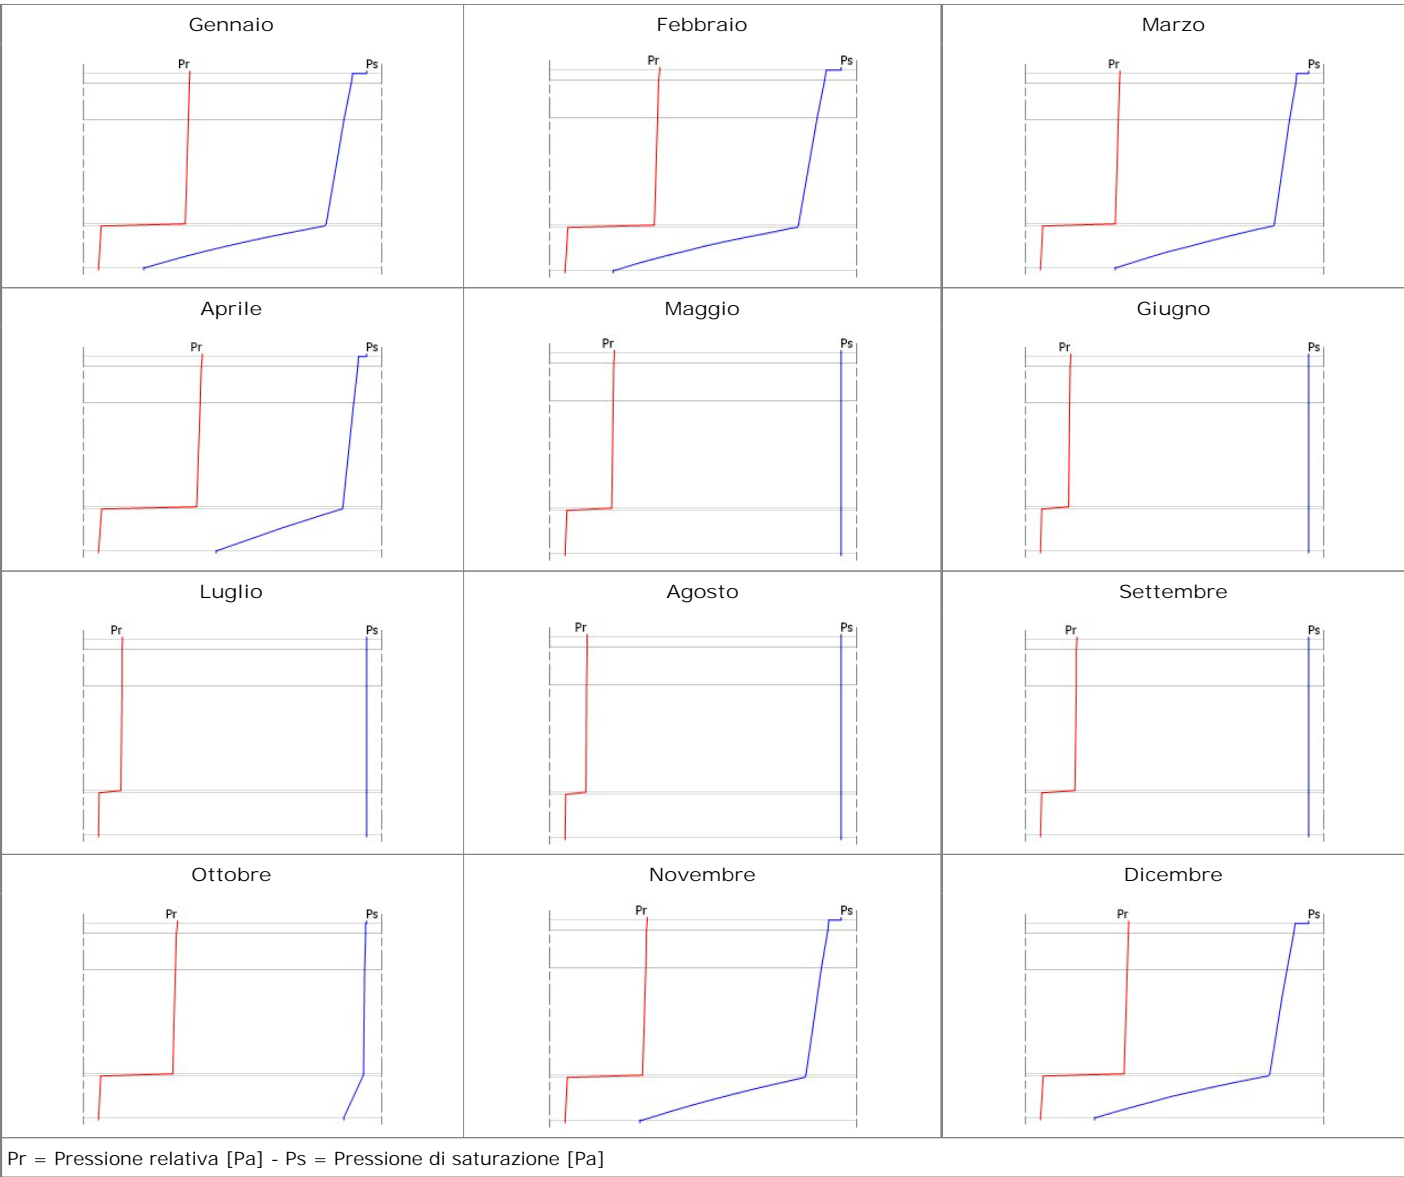 Gennaio
Febbraio
Marzo
Pr
Ps
Pr
Ps
Pr
Ps
Aprile
Maggio
Giugno
Pr
Ps
Pr
Ps
Pr
Ps
Luglio
Agosto
Settembre
Pr
Ps
Pr
Ps
Pr
Ps
Ottobre
Novembre
Dicembre
Pr
Ps
Pr
Ps
Pr
Ps
Pr = Pressione relativa [Pa] - Ps = Pressione di saturazione [Pa]